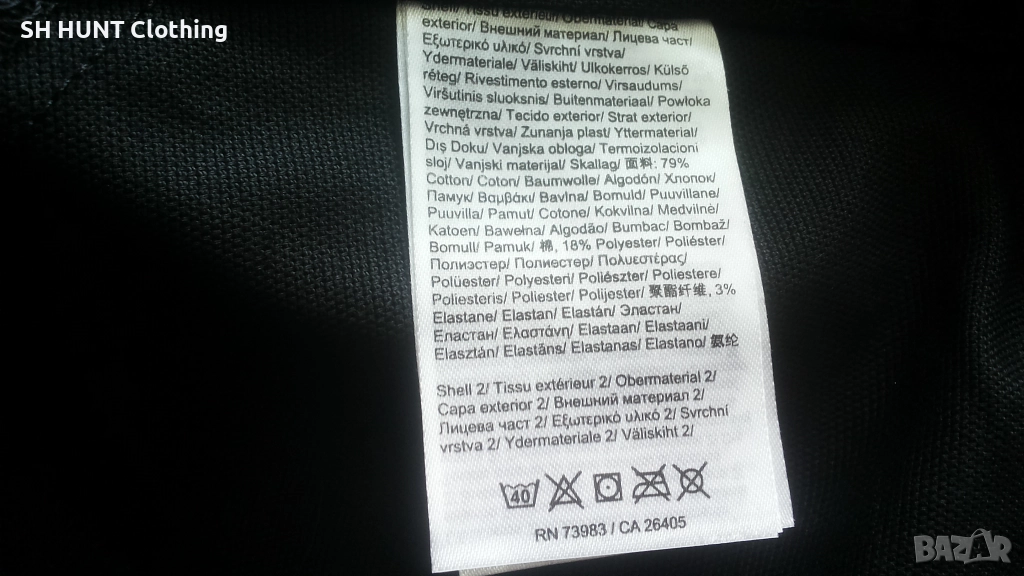 SH HUNT Clothing
Shell/ Tissu extérieur/ Obermaterial/ Capa
exterior/ Внешний материал/ Лицева част/
Εξωτερικό υλικό/ Svrchní vrstva/
Ydermateriale/ Väliskiht/ Ulkokerros/ Külső
réteg/ Rivestimento esterno/ Virsaudums/
Viršutinis sluoksnis/ Buitenmateriaal/ Powłoka
zewnętrzna/ Tecido exterior/ Strat exterior/
Vrchná vrstva/ Zunanja plast/ Yttermaterial/
Dış Doku/ Vanjska obloga/ Termoizolacioni
sloj/ Vanjski materijal/ Skallag/ 面料: 79%
Cotton/ Coton/ Baumwolle/ Algodón/ Хлопок/
Памук/ Βαμβάκι/ Bavlna/ Bomuld/ Puuvillane/
Puuvilla/ Pamut/ Cotone/ Kokvilna/ Medvilnė/
Katoen/ Bawełna/ Algodão/ Bumbac/ Bombaž/
Bomull/ Pamuk/ 棉, 18% Polyester/ Poliéster/
Полиэстер/ Полиестер/ Πολυεστέρας/
Polüester/ Polyesteri/ Poliészter/ Poliestere/
Poliesteris/ Poliester/ Polijester/ 聚酯纤维, 3%
Elastane/ Elastan/ Elastán/ Эластан/
Еластан/ Ελαστάνη/ Elastaan/ Elastaani/
Elasztán/ Elastāns/ Elastanas/ Elastano/ 氨纶
Shell 2/ Tissu extérieur 2/ Obermaterial 2/
Capa exterior 2/ Внешний материал 2/
Лицева част 2/ Εξωτερικό υλικό 2/ Svrchní
vrstva 2/ Ydermateriale 2/ Väliskiht 2/
40
RN 73983 / CA 26405
BAZAR